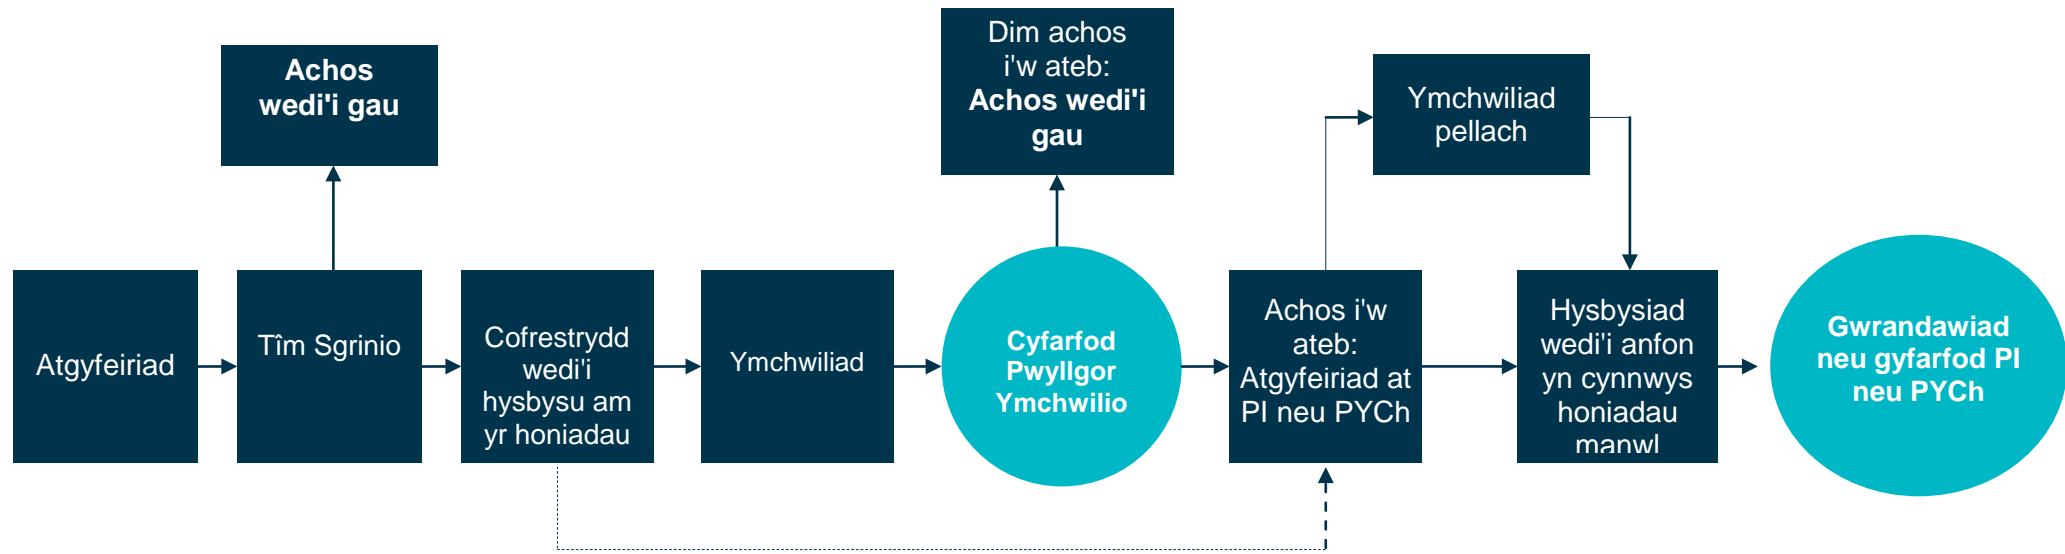 Achos
wedi'i gau
Dim achos
i'w ateb:
Achos wedi'i
gau
Ymchwiliad
pellach
Atgyfeiriad
Tîm Sgrinio
Cofrestrydd
wedi'i
hysbysu am
yr honiadau
Ymchwiliad
Cyfarfod
Pwyllgor
Ymchwilio
Achos i'w
ateb:
Atgyfeiriad at
PI neu PYCh
Hysbysiad
wedi'i anfon
yn cynnwys
honiadau
manwl
Gwrandawiad
neu gyfarfod PI
neu PYCh